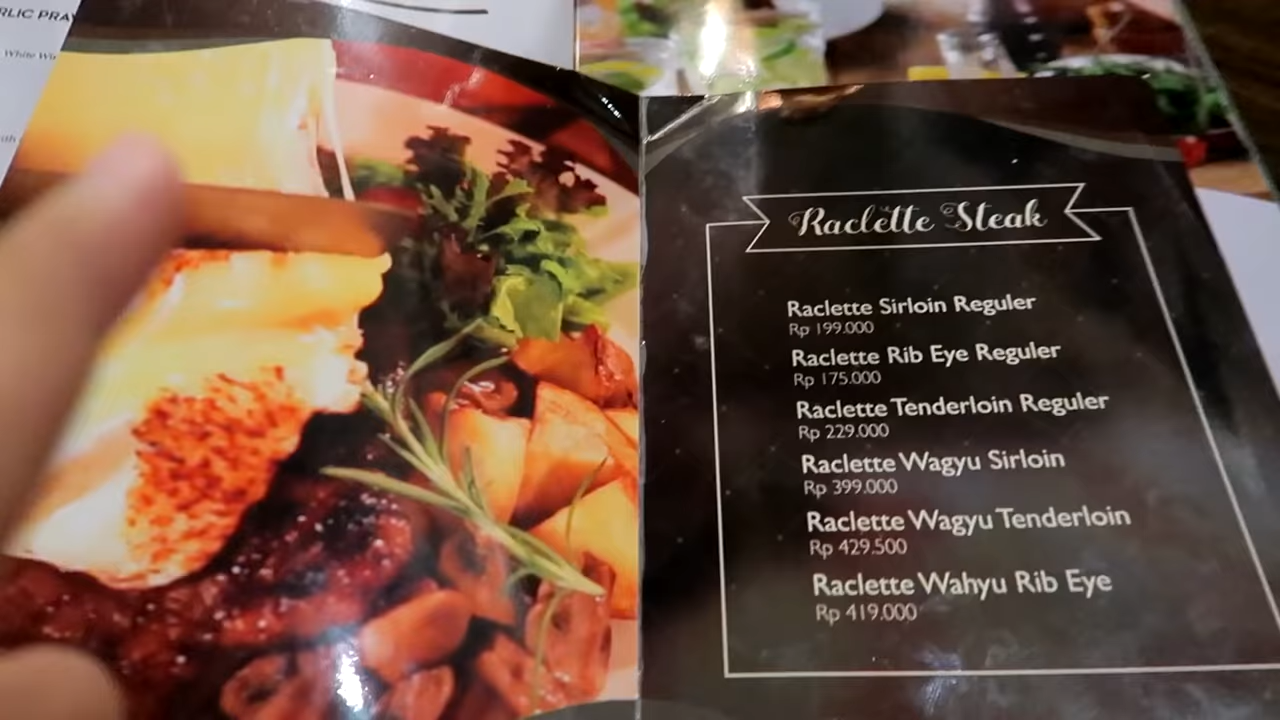 White Wi
Raclette Steak
Raclette Sirloin Reguler
Rp 199.000
Raclette Rib Eye Reguler
Rp 175.000
Raclette Tenderloin Reguler
Rp 229.000
Raclette Wagyu Sirloin
Rp 399.000
Raclette Wagyu Tenderloin
Rp 429.500
Raclette Wahyu Rib Eye
Rp 419.000